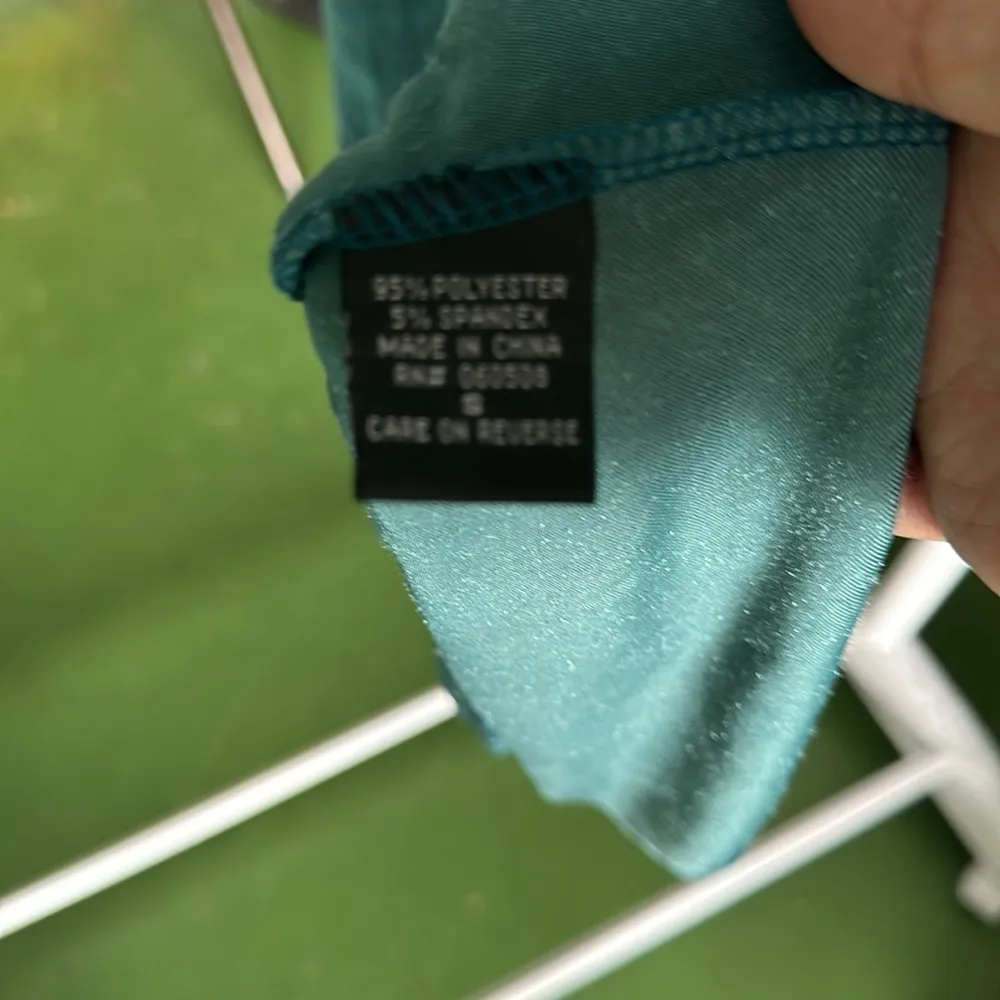 95% POLYESTER
5% SPANDEX
MADE IN CHINA
RN#
S
CARE ON REVERSE